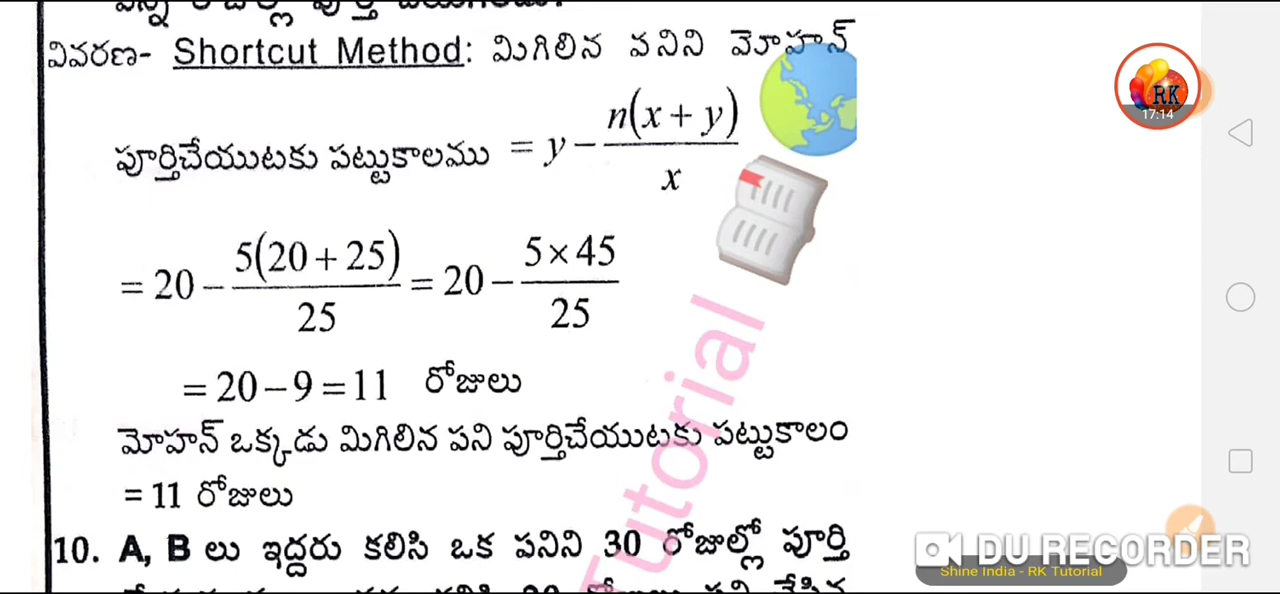 వివరణ- Shortcut Method: మిగిలిన పనిని మోహన్
పూర్తిచేయుటకు పట్టుకాలము = y - n(x + y) / x
= 20 - 5(20 + 25) / 25 = 20 - 5 × 45 / 25
= 20 - 9 = 11 రోజులు
మోహన్ ఒక్కడు మిగిలిన పని పూర్తిచేయుటకు పట్టుకాలం
= 11 రోజులు
10. A, B లు ఇద్దరు కలిసి ఒక పనిని 30 రోజుల్లో పూర్తి
Tutorial
RK
17:14
DU RECORDER
Shine India - RK Tutorial